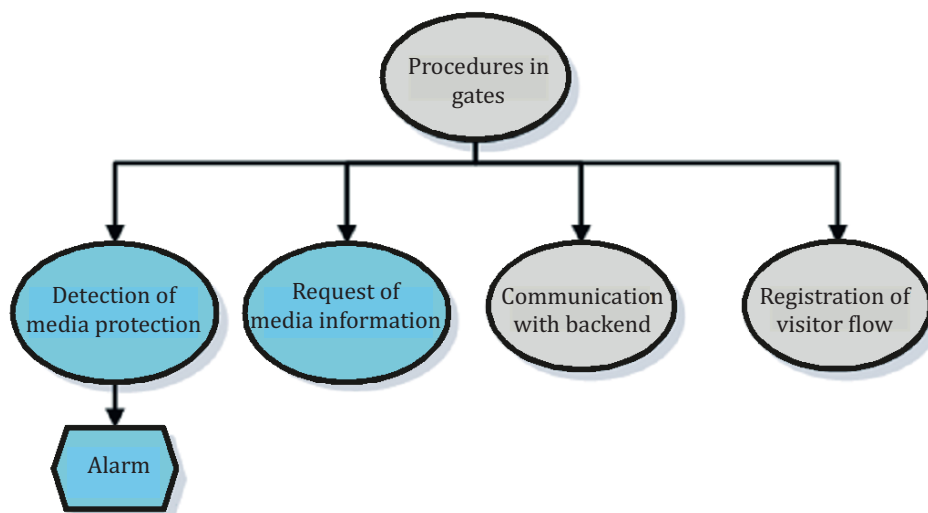 Procedures in
gates
Detection of
media protection
Request of
media information
Communication
with backend
Registration of
visitor flow
Alarm